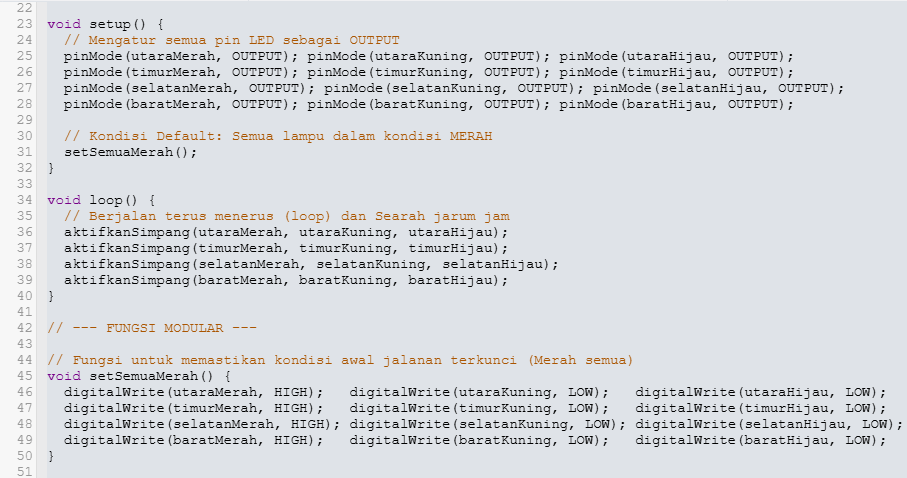 22
23 void setup() {
24   // Mengatur semua pin LED sebagai OUTPUT
25   pinMode(utaraMerah, OUTPUT); pinMode(utaraKuning, OUTPUT); pinMode(utaraHijau, OUTPUT);
26   pinMode(timurMerah, OUTPUT); pinMode(timurKuning, OUTPUT); pinMode(timurHijau, OUTPUT);
27   pinMode(selatanMerah, OUTPUT); pinMode(selatanKuning, OUTPUT); pinMode(selatanHijau, OUTPUT);
28   pinMode(baratMerah, OUTPUT); pinMode(baratKuning, OUTPUT); pinMode(baratHijau, OUTPUT);
29
30   // Kondisi Default: Semua lampu dalam kondisi MERAH
31   setSemuaMerah();
32 }
33
34 void loop() {
35   // Berjalan terus menerus (loop) dan Searah jarum jam
36   aktifkanSimpang(utaraMerah, utaraKuning, utaraHijau);
37   aktifkanSimpang(timurMerah, timurKuning, timurHijau);
38   aktifkanSimpang(selatanMerah, selatanKuning, selatanHijau);
39   aktifkanSimpang(baratMerah, baratKuning, baratHijau);
40 }
41
42 // --- FUNGSI MODULAR ---
43
44 // Fungsi untuk memastikan kondisi awal jalanan terkunci (Merah semua)
45 void setSemuaMerah() {
46   digitalWrite(utaraMerah, HIGH);   digitalWrite(utaraKuning, LOW);   digitalWrite(utaraHijau, LOW);
47   digitalWrite(timurMerah, HIGH);   digitalWrite(timurKuning, LOW);   digitalWrite(timurHijau, LOW);
48   digitalWrite(selatanMerah, HIGH); digitalWrite(selatanKuning, LOW); digitalWrite(selatanHijau, LOW);
49   digitalWrite(baratMerah, HIGH);   digitalWrite(baratKuning, LOW);   digitalWrite(baratHijau, LOW);
50 }
51